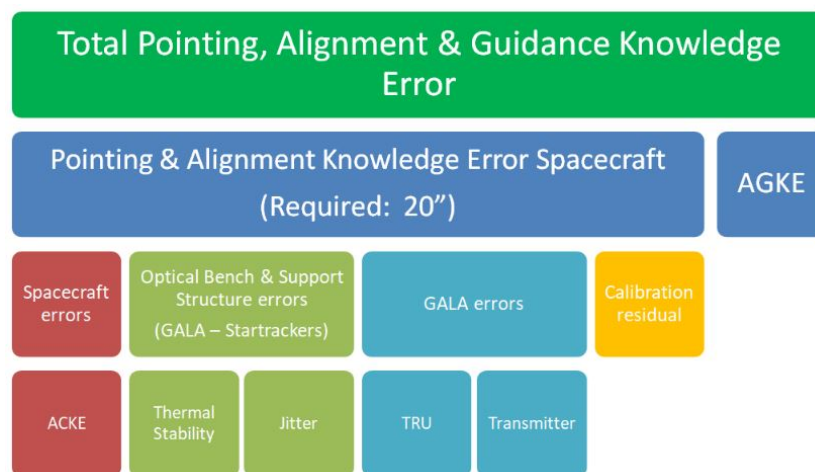 Total Pointing, Alignment & Guidance Knowledge
Error
Pointing & Alignment Knowledge Error Spacecraft
(Required: 20”)
AGKE
Spacecraft
errors
Optical Bench & Support
Structure errors
(GALA – Startrackers)
GALA errors
Calibration
residual
ACKE
Thermal
Stability
Jitter
TRU
Transmitter